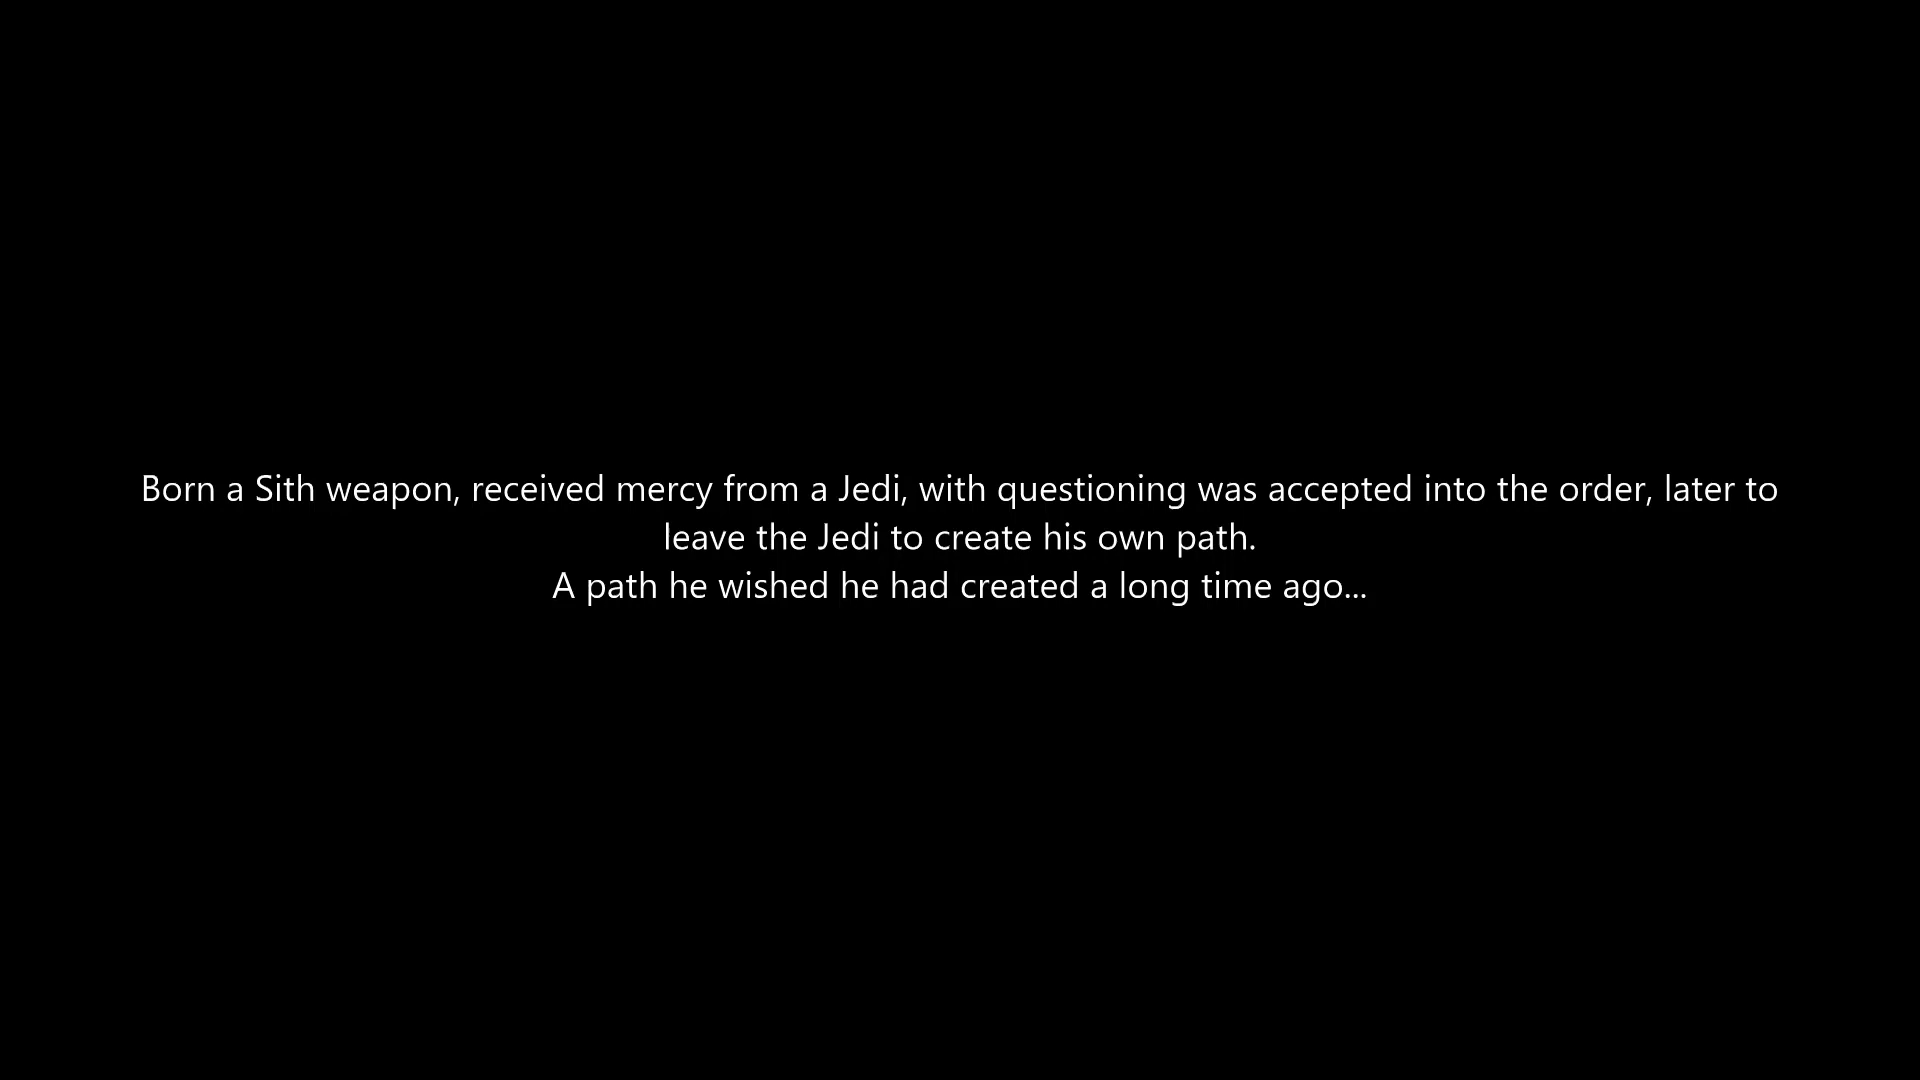 Born a Sith weapon, received mercy from a Jedi, with questioning was accepted into the order, later to
leave the Jedi to create his own path.
A path he wished he had created a long time ago...